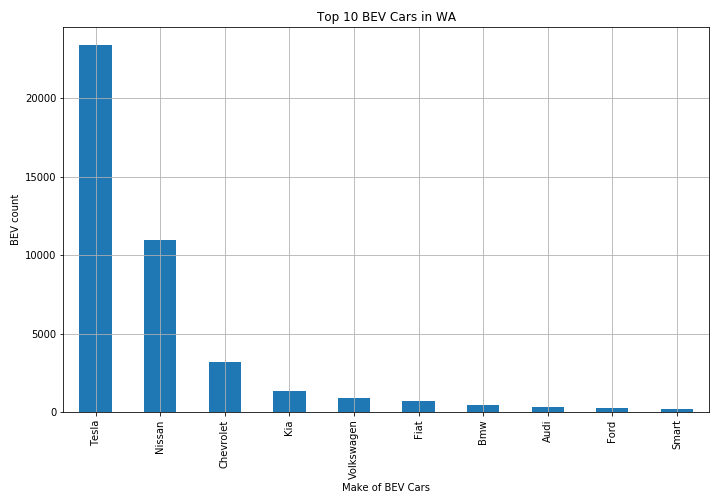 Top 10 BEV Cars in WA
BEV count
20000
15000
10000
5000
0
Tesla
Nissan
Chevrolet
Kia
Volkswagen
Fiat
Bmw
Audi
Ford
Smart
Make of BEV Cars